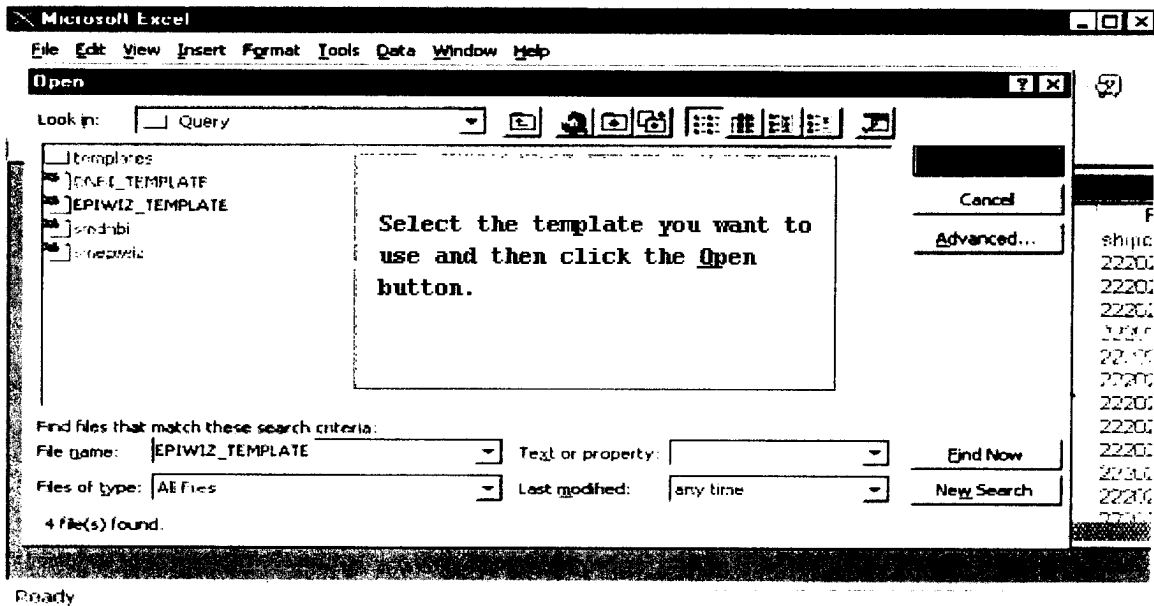 Microsoft Excel
File Edit View Insert Format Tools Data Window Help
Open
Look in: Query
templates
EPIWIZ_TEMPLATE
Select the template you want to
use and then click the Open
button.
Cancel
Advanced...
Find files that match these search criteria:
File name: EPIWIZ_TEMPLATE
Text or property:
Find Now
Files of type: All Files
Last modified: any time
New Search
4 file(s) found.
Ready